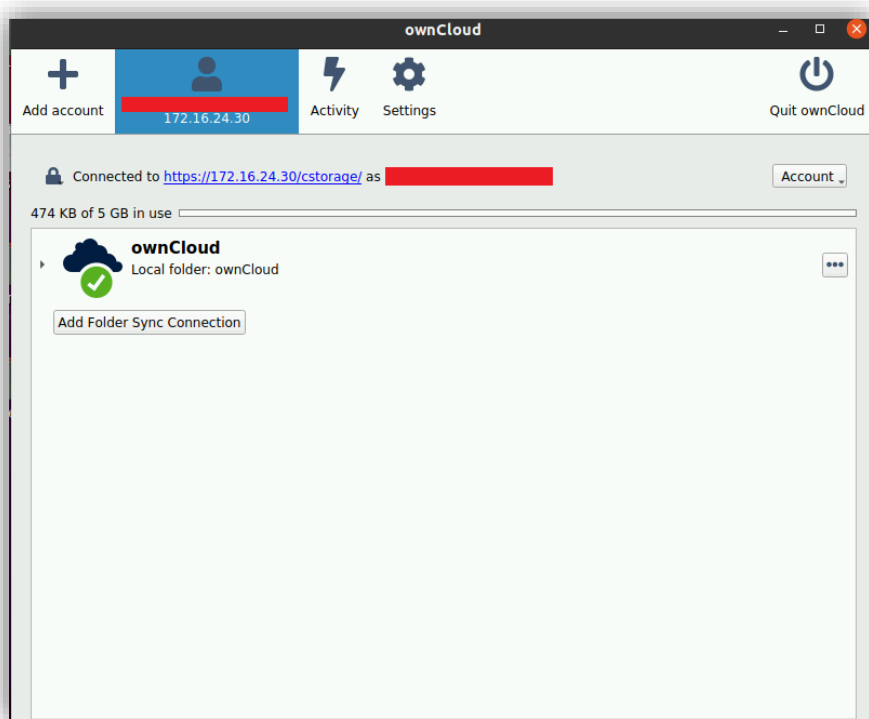 ownCloud
Add account
172.16.24.30
Activity
Settings
Quit ownCloud
Connected to https://172.16.24.30/cstorage/ as
Account
474 KB of 5 GB in use
ownCloud
Local folder: ownCloud
Add Folder Sync Connection